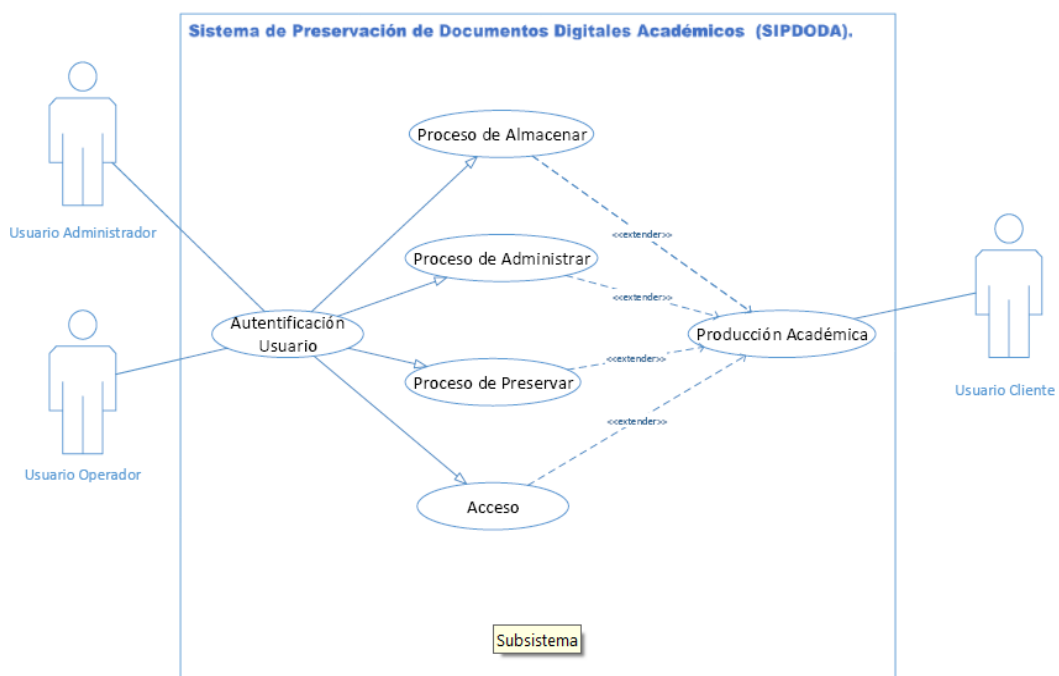 Sistema de Preservación de Documentos Digitales Académicos (SIPDODA).
Proceso de Almacenar
Usuario Administrador
<<extender>>
Proceso de Administrar
<<extender>>
Autentificación
Usuario
Producción Académica
<<extender>>
Proceso de Preservar
Usuario Cliente
<<extender>>
Usuario Operador
Acceso
Subsistema